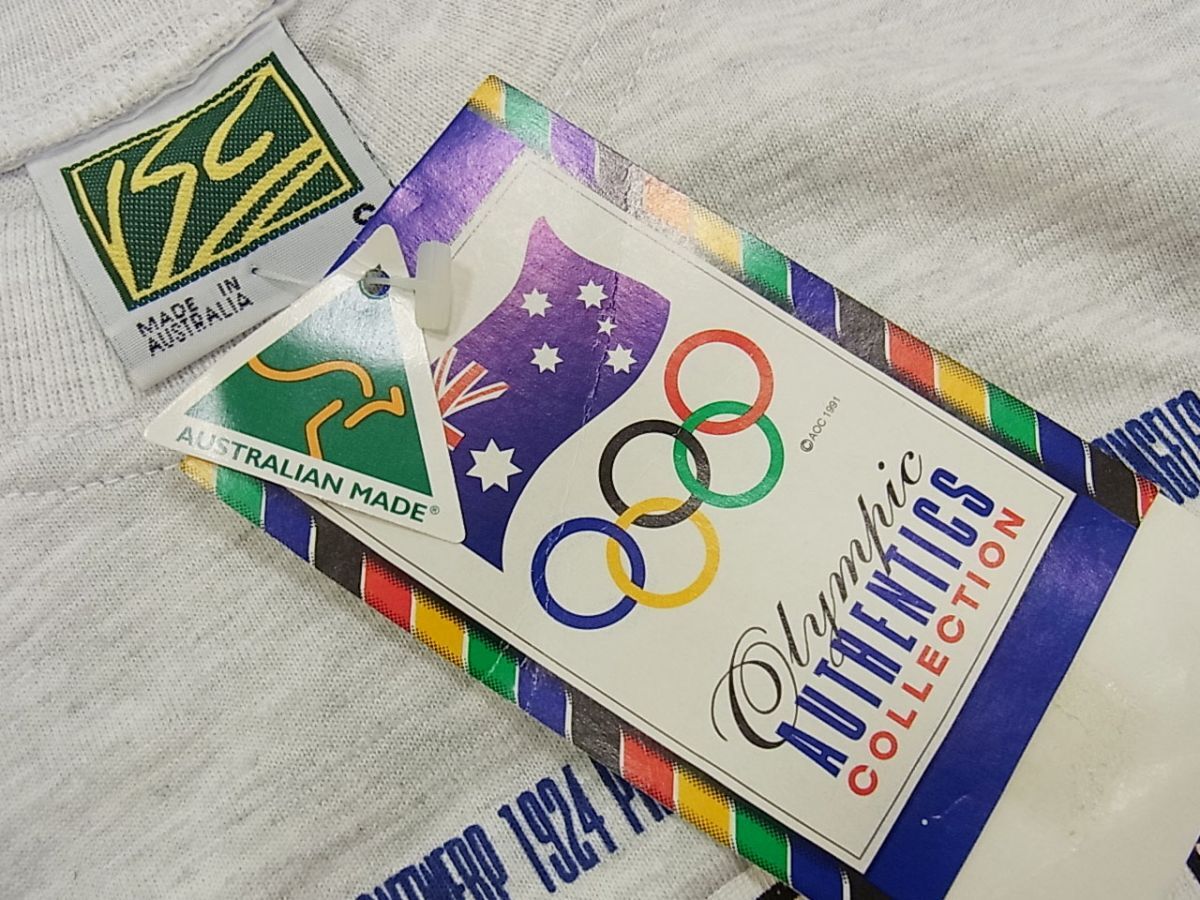 ISC
MADE IN
AUSTRALIA
AUSTRALIAN MADE®
©AOC 1991
Olympic
AUTHENTICS
COLLECTION
1924